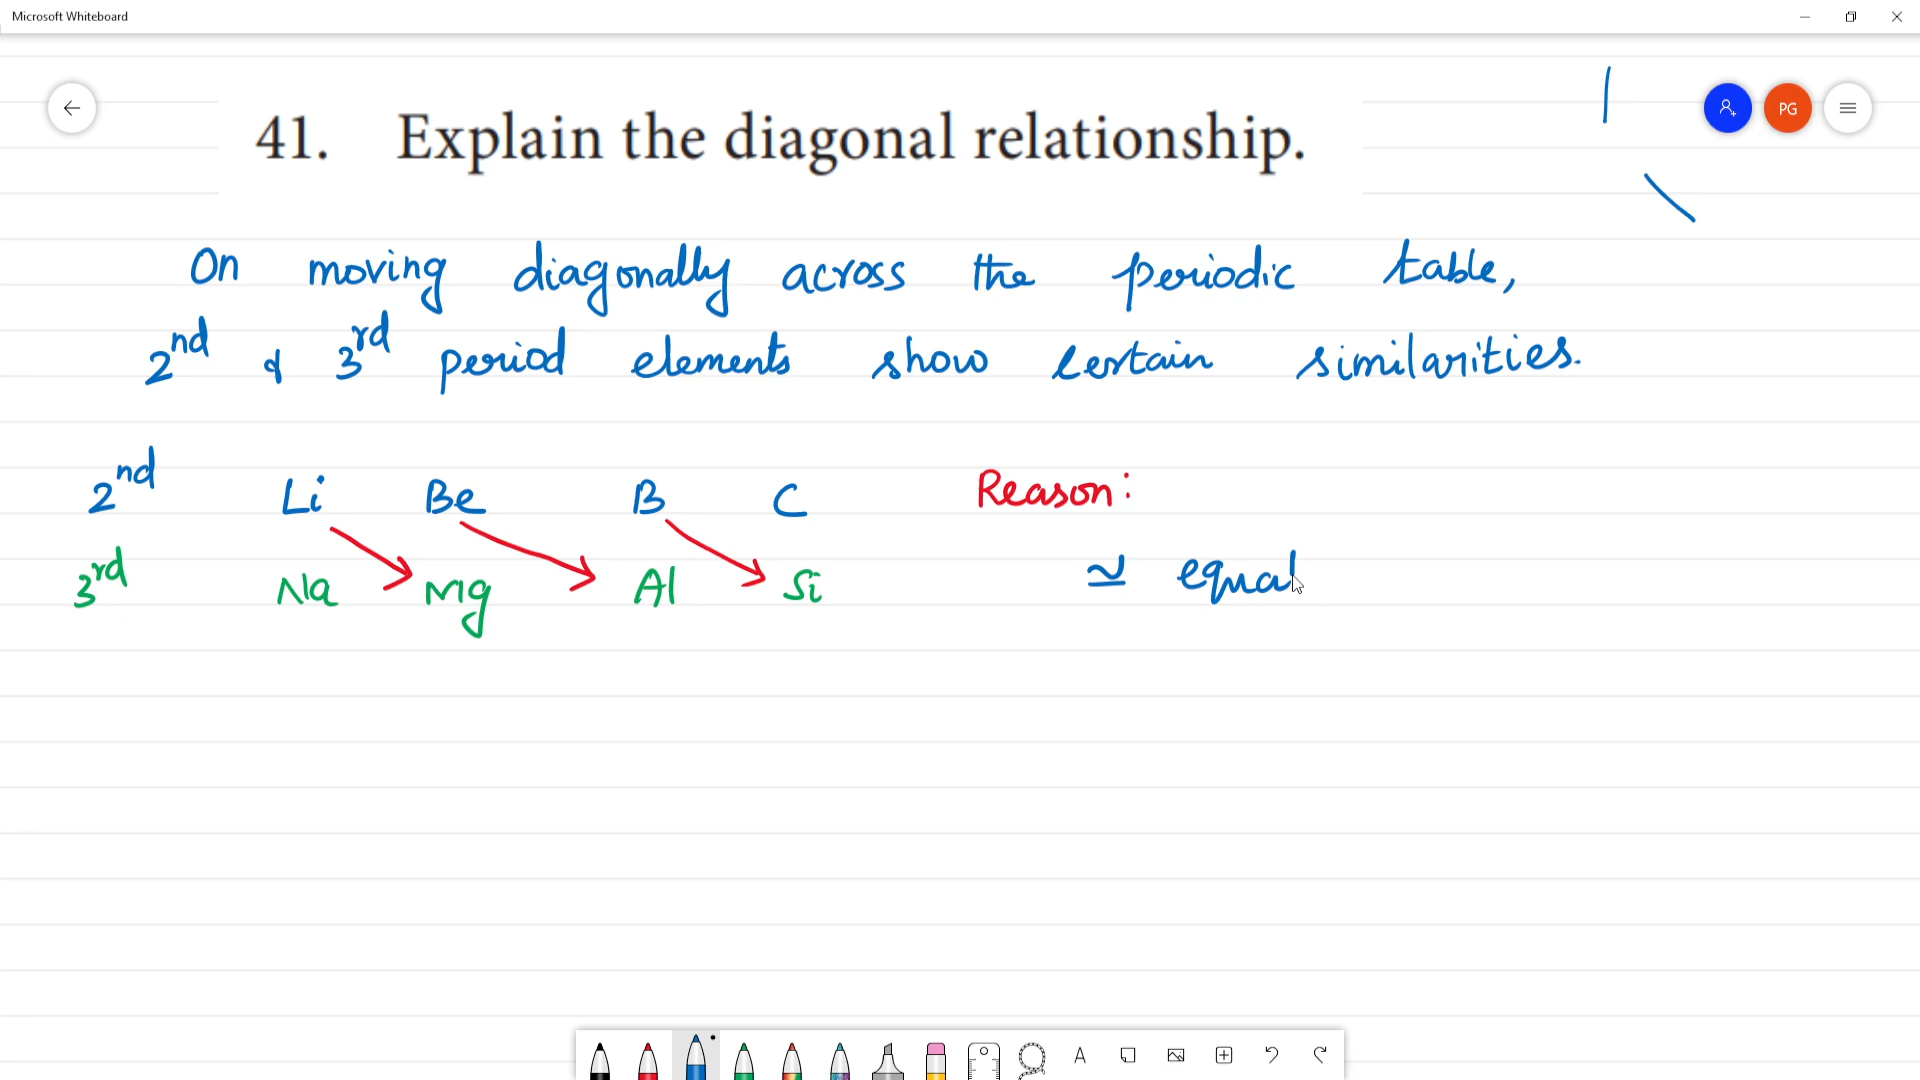 Microsoft Whiteboard
PG
41. Explain the diagonal relationship.
On moving diagonally across the periodic table,
2nd & 3rd period elements show certain similarities.
2nd Li Be B C
Reason:
3rd Na Mg Al Si
≃ equal
A